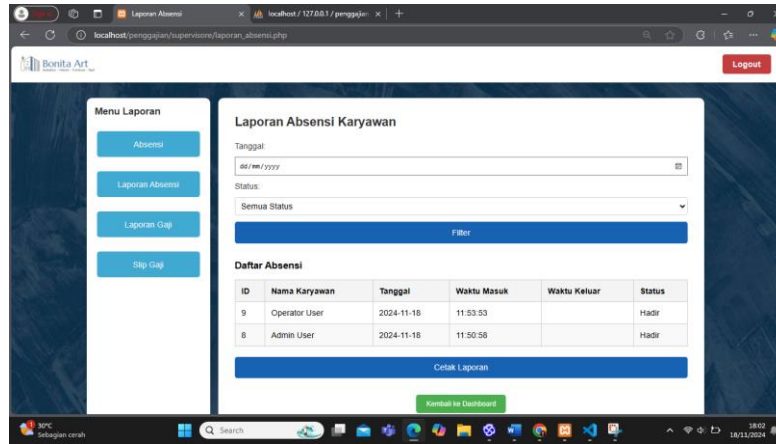 Laporan Absensi
localhost / 127.0.0.1 / penggajian
localhost/penggajian/supervisore/laporan_absensi.php
Bonita Art
Logout
Menu Laporan
Absensi
Laporan Absensi
Laporan Gaji
Slip Gaji
Laporan Absensi Karyawan
Tanggal:
dd/mm/yyyy
Status:
Semua Status
Filter
Daftar Absensi
ID Nama Karyawan Tanggal Waktu Masuk Waktu Keluar Status
9 Operator User 2024-11-18 11:53:53 Hadir
8 Admin User 2024-11-18 11:50:58 Hadir
Cetak Laporan
Kembali ke Dashboard
30°C
Sebagian cerah
Search
18:02
18/11/2024